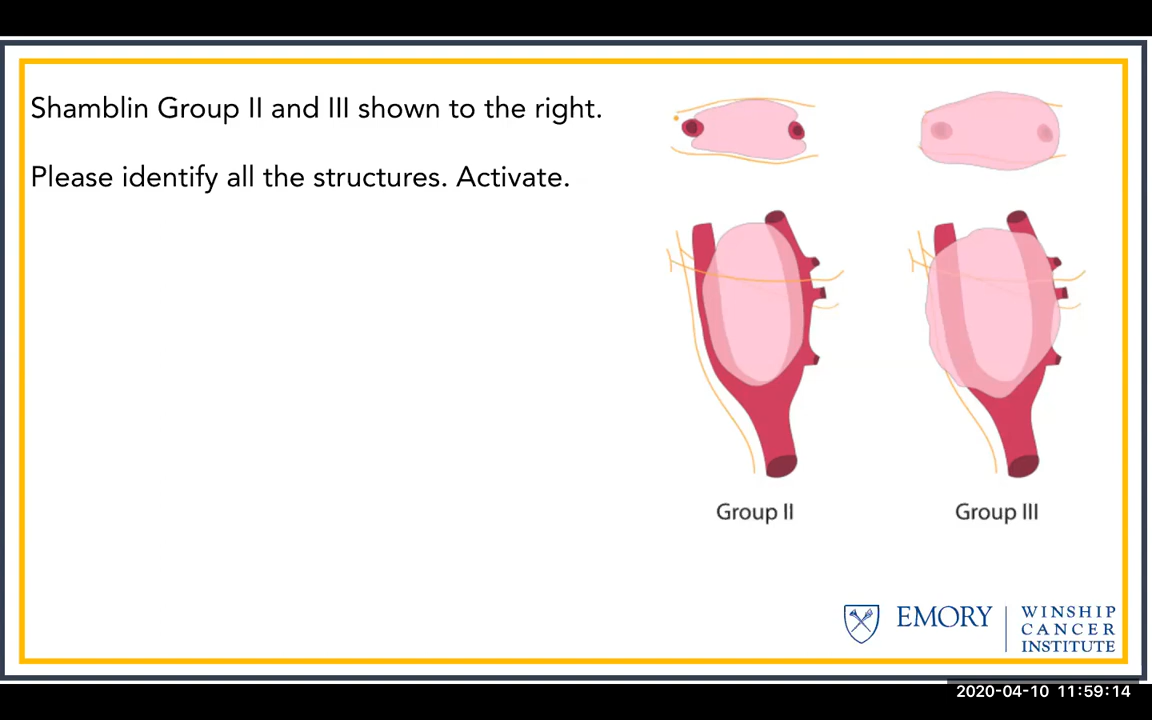 Shamblin Group II and III shown to the right.
Please identify all the structures. Activate.
Group II
Group III
EMORY
WINSHIP
CANCER
INSTITUTE
2020-04-10 11:59:14